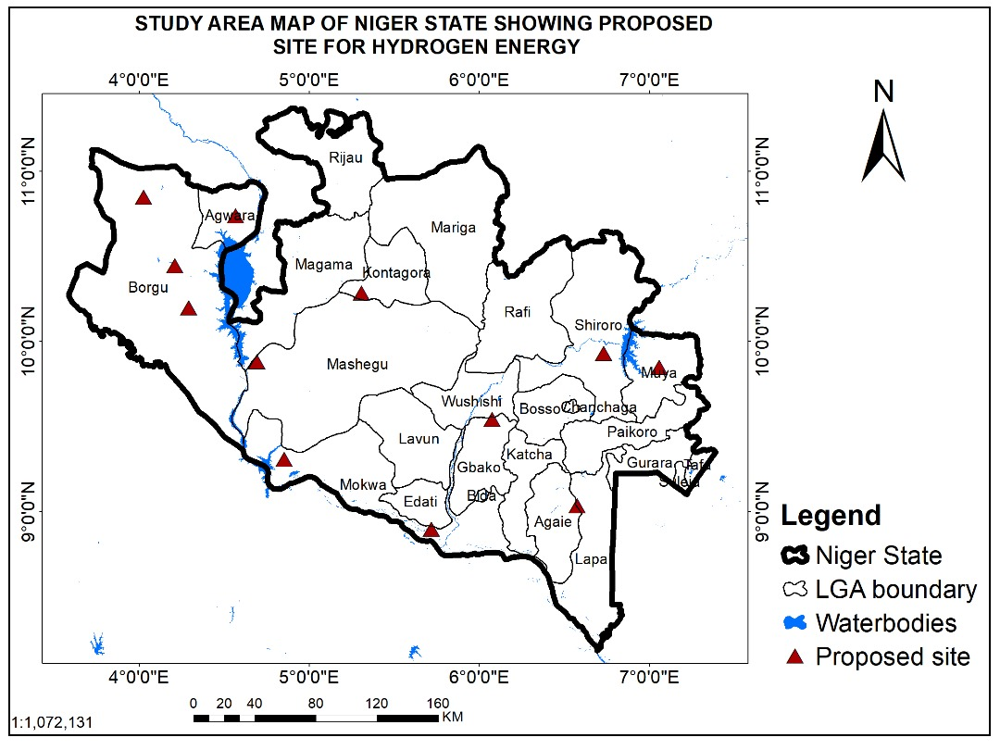 STUDY AREA MAP OF NIGER STATE SHOWING PROPOSED
SITE FOR HYDROGEN ENERGY
4°0'0"E 5°0'0"E 6°0'0"E 7°0'0"E
N
11°0'0"N 11°0'0"N
Rijau
Agwara
Mariga
Magama
Kontagora
Borgu
Rafi
Shiroro
10°0'0"N 10°0'0"N
Mashegu
Muya
Wushishi
Bosso
Chanchaga
Paikoro
Lavun
Katcha
Gbako
Gurara
Tafa
Suleja
Mokwa
Bida
Edati
9°0'0"N 9°0'0"N
Agaie
Lapa
Legend
Niger State
LGA boundary
Waterbodies
Proposed site
4°0'0"E 5°0'0"E 6°0'0"E 7°0'0"E
0 20 40 80 120 160
KM
1:1,072,131